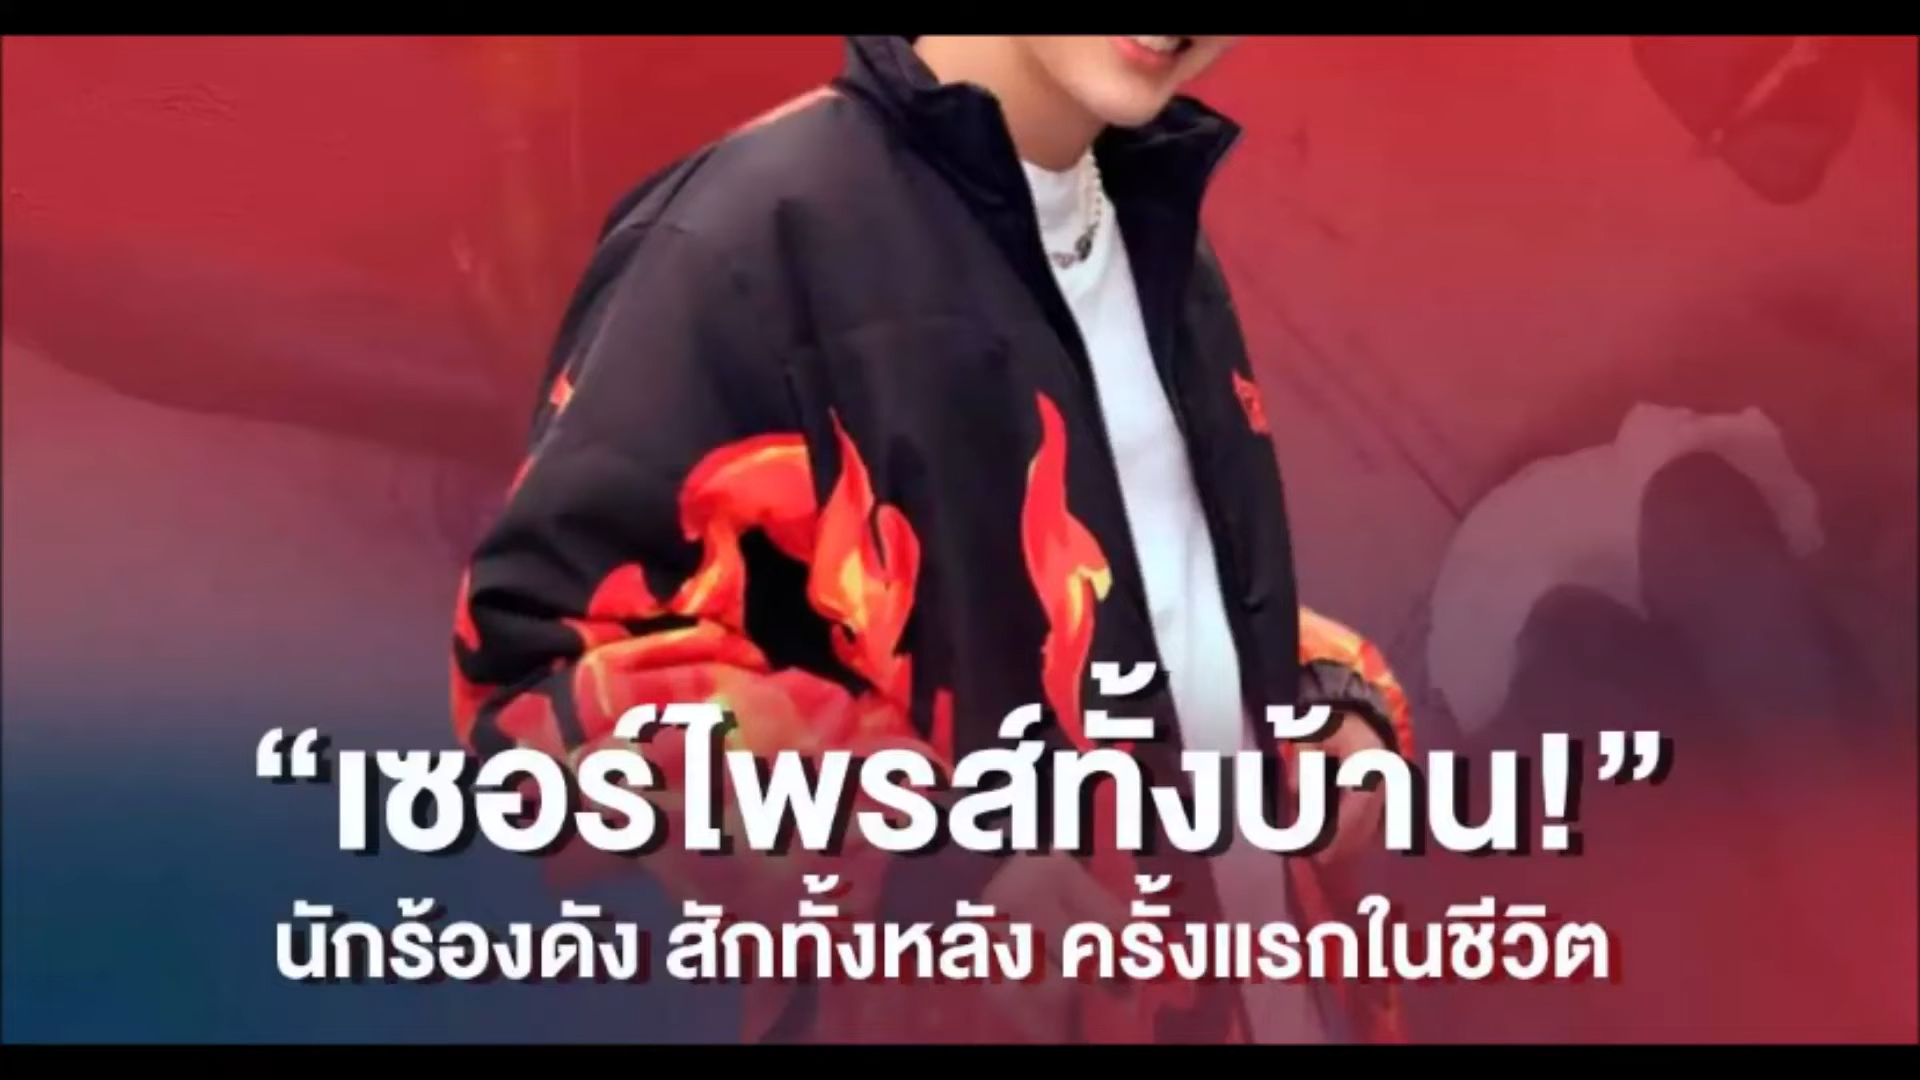 “เซอร์ไพรส์ทั้งบ้าน!”
นักร้องดัง สักทั้งหลัง ครั้งแรกในชีวิต